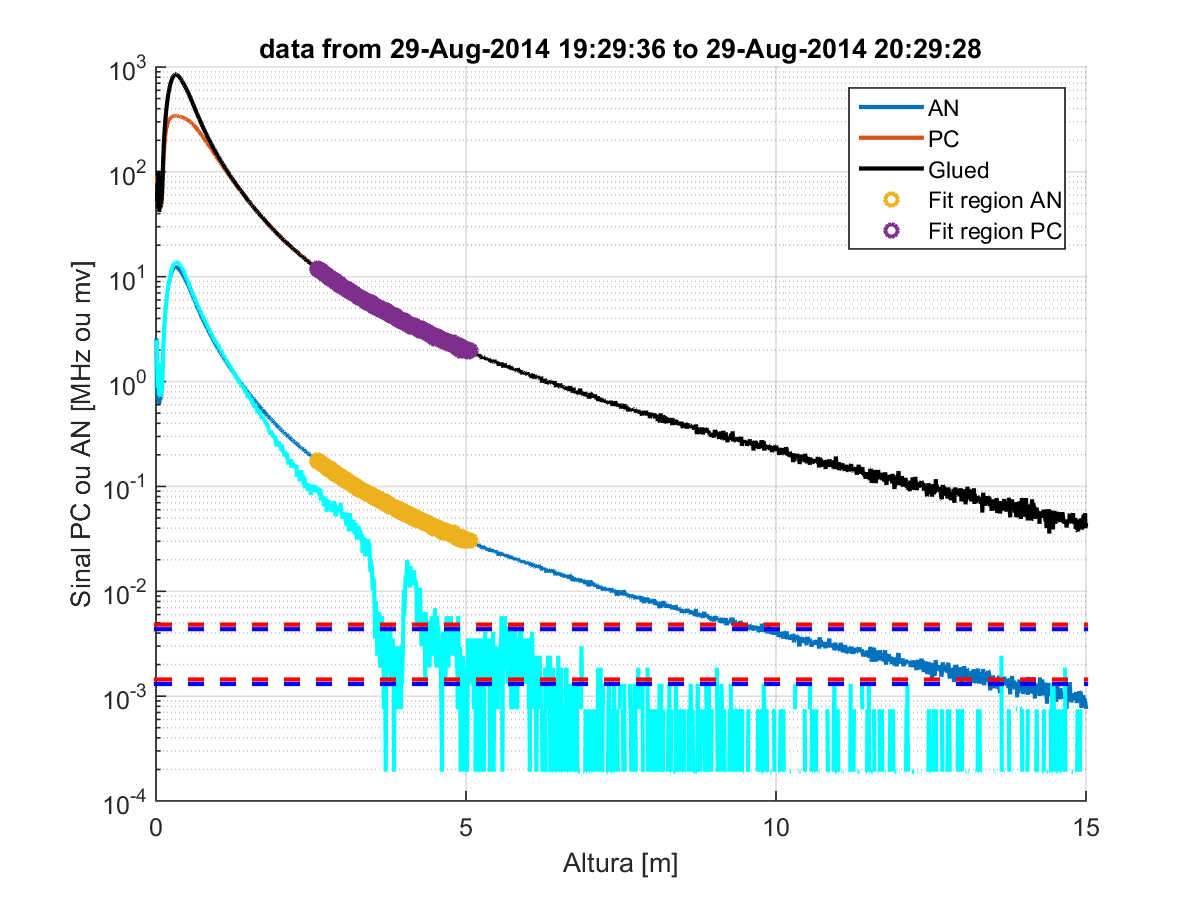 data from 29-Aug-2014 19:29:36 to 29-Aug-2014 20:29:28
AN
PC
Glued
Fit region AN
Fit region PC
Sinal PC ou AN [MHz ou mv]
10^3
10^2
10^1
10^0
10^-1
10^-2
10^-3
10^-4
0 5 10 15
Altura [m]